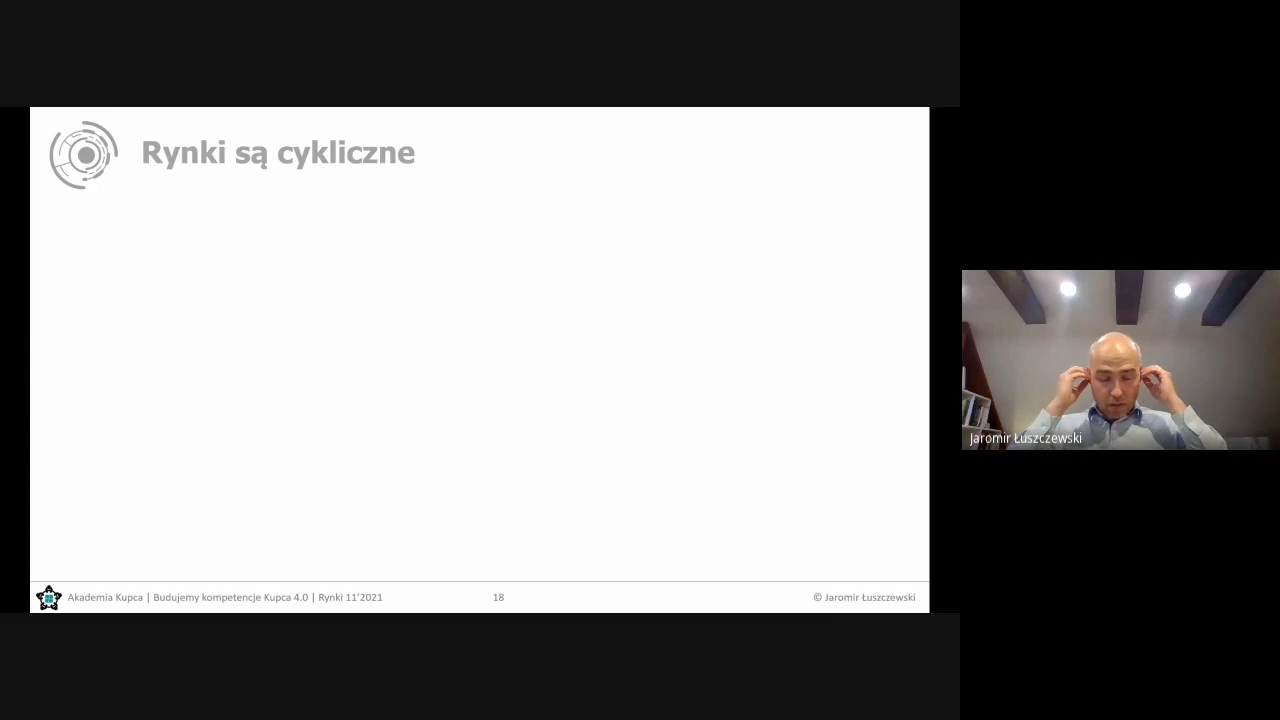 Rynki są cykliczne
Jaromir Łuszczewski
Akademia Kupca | Budujemy kompetencje Kupca 4.0 | Rynki 11'2021
18
© Jaromir Łuszczewski